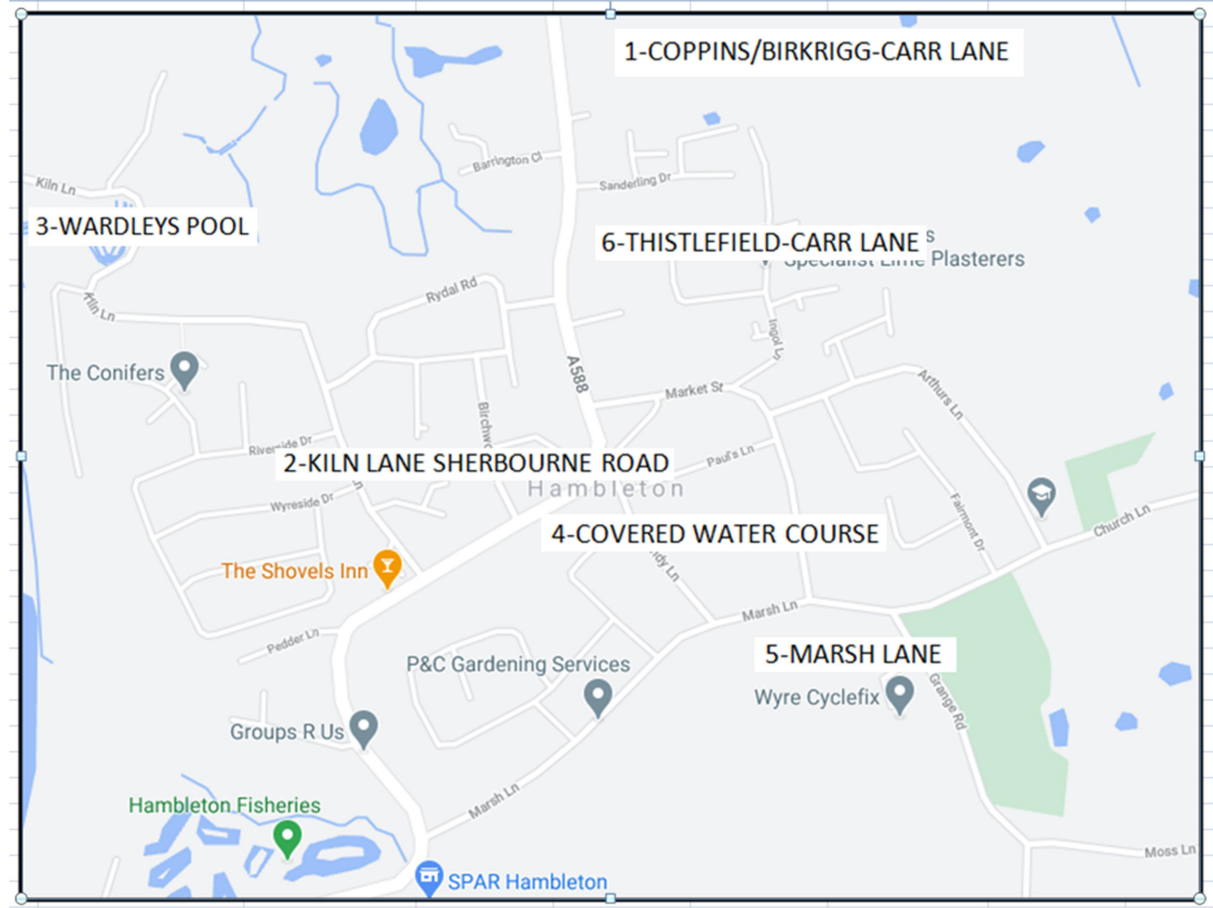 1-COPPINS/BIRKRIGG-CARR LANE
Barrington Cl
Sanderling Dr
Kiln Ln
3-WARDLEYS POOL
6-THISTLEFIELD-CARR LANE
s
Specialist Lime Plasterers
Rydal Rd
Kiln Ln
Ingol L
The Conifers
A588
Market St
Arthurs Ln
Birchwo
Riverside Dr
Paul's Ln
2-KILN LANE SHERBOURNE ROAD
Hambleton
Wyreside Dr
Fairmont Dr
Church Ln
4-COVERED WATER COURSE
The Shovels Inn
dy Ln
Marsh Ln
Pedder Ln
5-MARSH LANE
P&C Gardening Services
Wyre Cyclefix
Grange Rd
Groups R Us
Marsh Ln
Hambleton Fisheries
Moss Ln
SPAR Hambleton